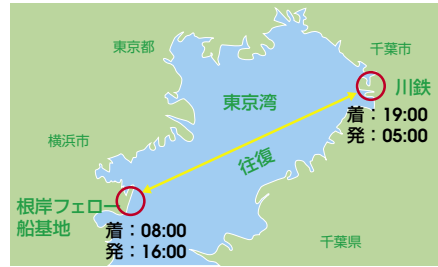 東京都
千葉市
川鉄
東京湾
着：19:00
発：05:00
横浜市
往復
根岸フェロー
船基地
着：08:00
発：16:00
千葉県